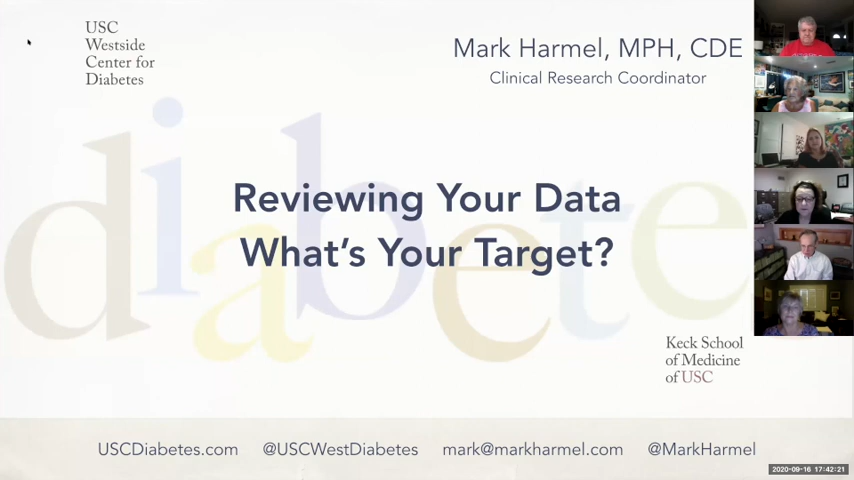 USC
Westside
Center for
Diabetes
Mark Harmel, MPH, CDE
Clinical Research Coordinator
diabete
Reviewing Your Data
What's Your Target?
Keck School
of Medicine
of USC
USCDiabetes.com @USCWestDiabetes mark@markharmel.com @MarkHarmel
2020-09-16 17:42:21